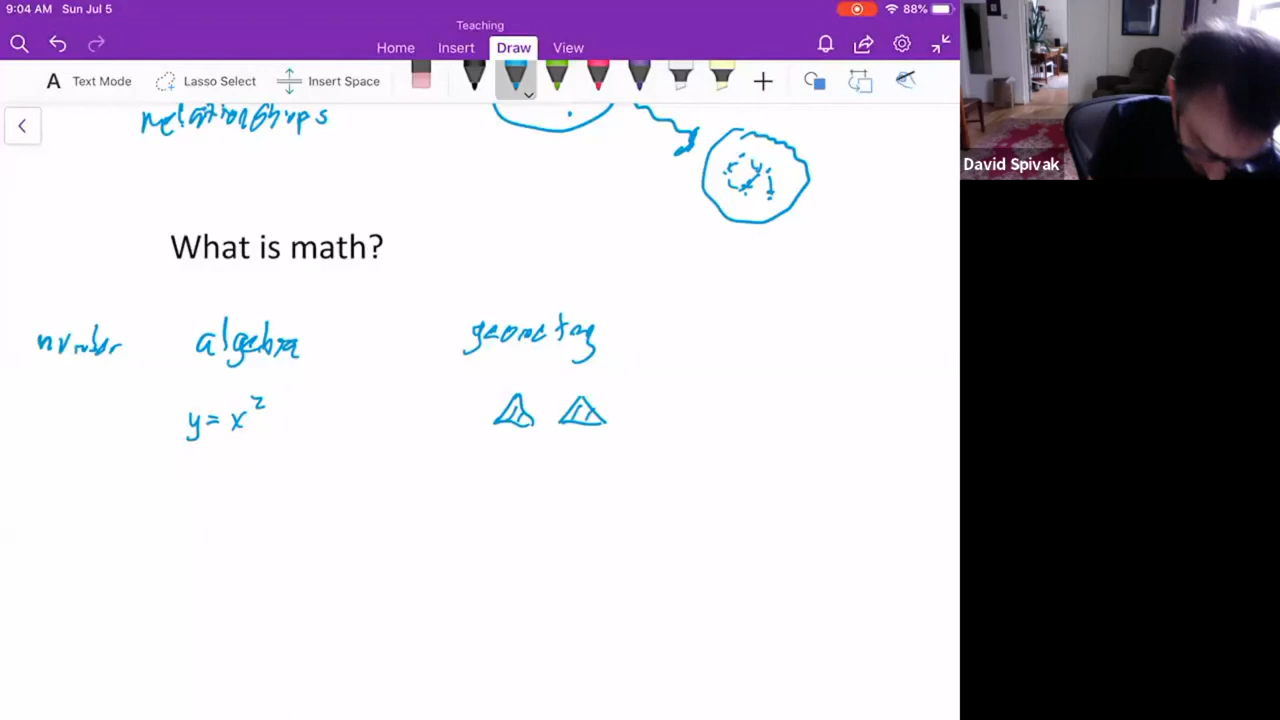 9:04 AM Sun Jul 5
88%
Teaching
Home Insert Draw View
A Text Mode Lasso Select Insert Space
relationships
What is math?
number algebra geometry
y = x²
David Spivak